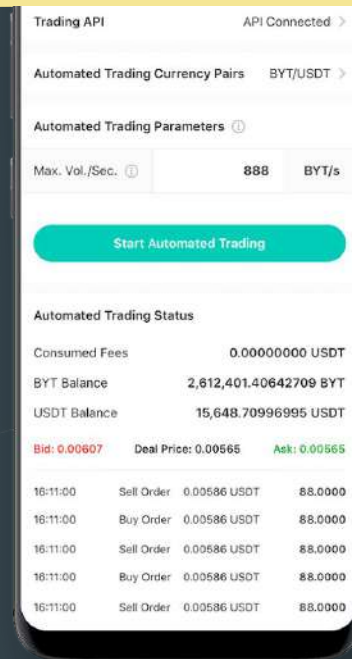 Trading API API Connected >
Automated Trading Currency Pairs BYT/USDT >
Automated Trading Parameters ⓘ
Max. Vol./Sec. ⓘ 888 BYT/s
Start Automated Trading
Automated Trading Status
Consumed Fees 0.00000000 USDT
BYT Balance 2,612,401.40642709 BYT
USDT Balance 15,648.70996995 USDT
Bid: 0.00607 Deal Price: 0.00565 Ask: 0.00565
16:11:00 Sell Order 0.00586 USDT 88.0000
16:11:00 Buy Order 0.00586 USDT 88.0000
16:11:00 Sell Order 0.00586 USDT 88.0000
16:11:00 Buy Order 0.00586 USDT 88.0000
16:11:00 Sell Order 0.00586 USDT 88.0000